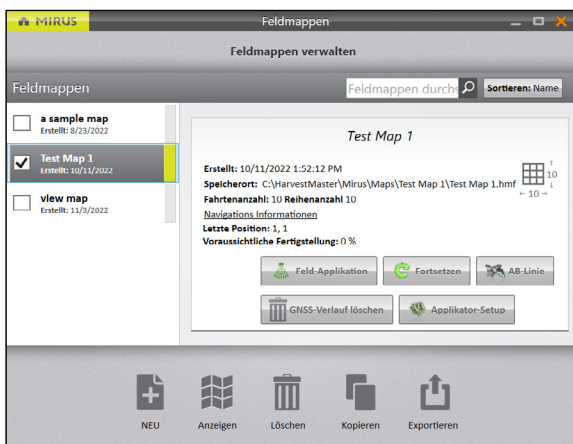 MIRUS
Feldmappen
Feldmappen verwalten
Feldmappen
Feldmappen durchs
Sortieren: Name
a sample map
Erstellt: 8/23/2022
Test Map 1
Erstellt: 10/11/2022
view map
Erstellt: 11/3/2022
Test Map 1
Erstellt: 10/11/2022 1:52:12 PM
Speicherort: C:\HarvestMaster\Mirus\Maps\Test Map 1\Test Map 1.hmf
10
10
Fahrtenanzahl: 10 Reihenanzahl 10
Navigations Informationen
Letzte Position: 1, 1
Voraussichtliche Fertigstellung: 0 %
Feld-Applikation
Fortsetzen
AB-Linie
GNSS-Verlauf löschen
Applikator-Setup
NEU
Anzeigen
Löschen
Kopieren
Exportieren